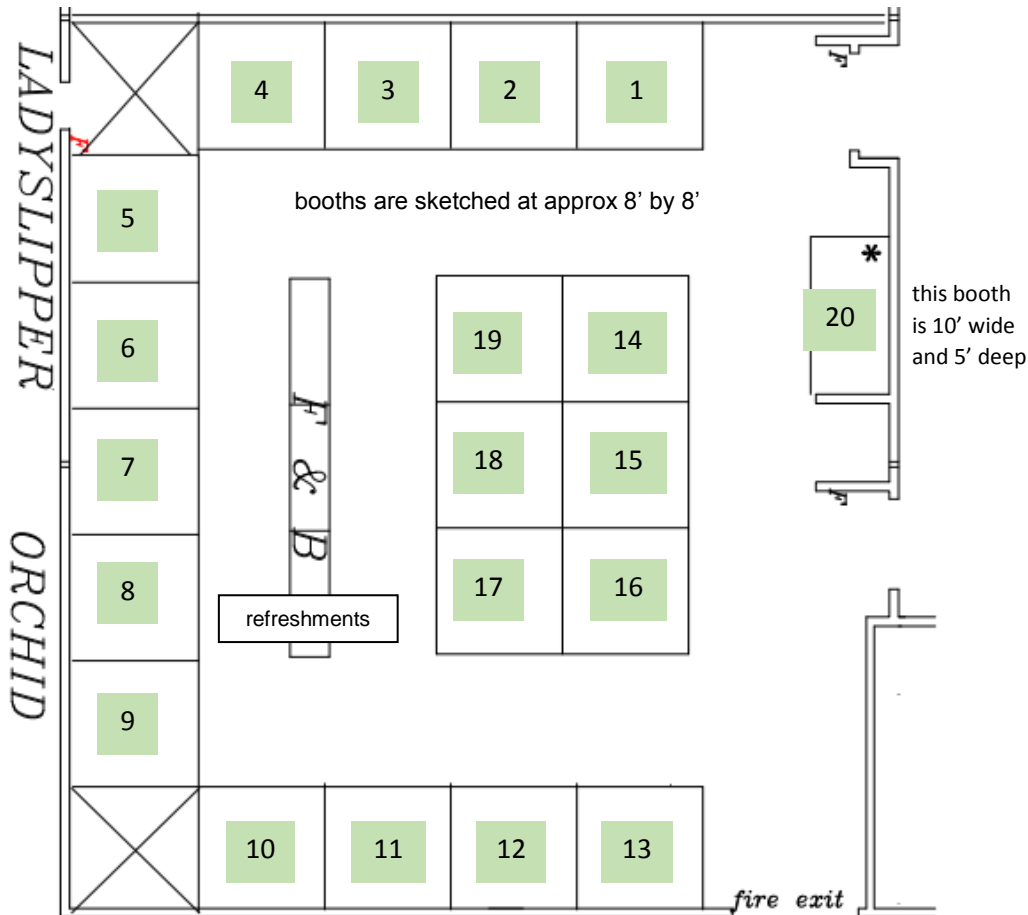 4
3
2
1
F
F
LADYSLIPPER
5
booths are sketched at approx 8’ by 8’
*
20
this booth
is 10’ wide
and 5’ deep
6
19
14
F & B
7
18
15
F
ORCHID
8
17
16
refreshments
9
10
11
12
13
fire exit